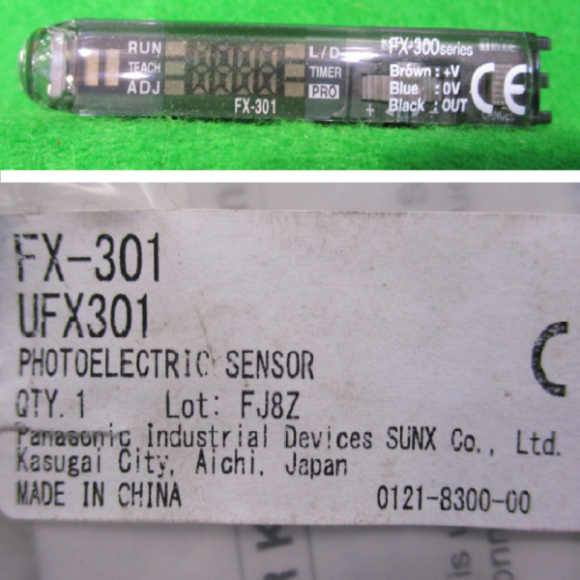 RUN
TEACH
ADJ
L/D
TIMER
PRO
FX-301
FX-300 series
Brown : +V
Blue : 0V
Black : OUT
CE
+
FX-301
UFX301
PHOTOELECTRIC SENSOR
QTY. 1 Lot: FJ8Z
Panasonic Industrial Devices SUNX Co., Ltd.
Kasugai City, Aichi, Japan
MADE IN CHINA 0121-8300-00